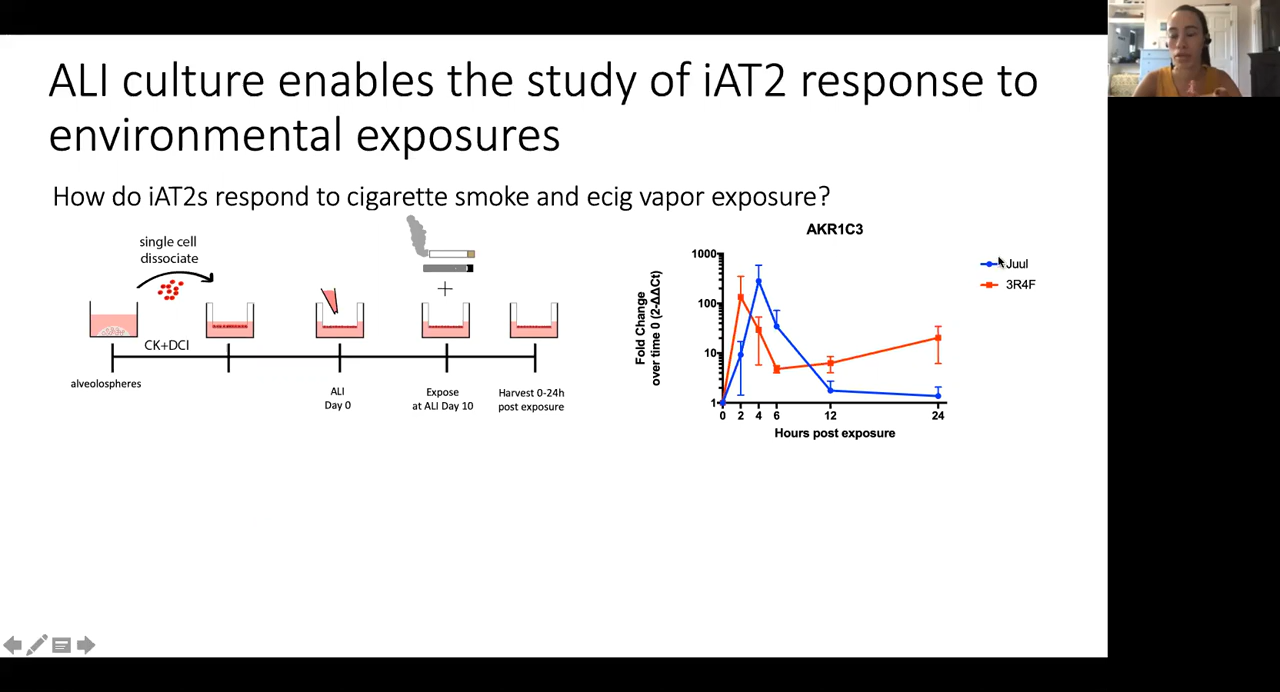 ALI culture enables the study of iAT2 response to
environmental exposures
How do iAT2s respond to cigarette smoke and ecig vapor exposure?
single cell
dissociate
CK+DCI
alveolospheres
ALI
Day 0
Expose
at ALI Day 10
Harvest 0-24h
post exposure
AKR1C3
Fold Change
over time 0 (2-ΔΔCt)
1000
100
10
1
0 2 4 6 12 24
Hours post exposure
Juul
3R4F